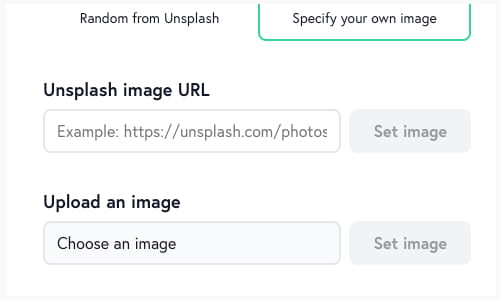 Random from Unsplash
Specify your own image
Unsplash image URL
Example: https://unsplash.com/photos
Set image
Upload an image
Choose an image
Set image